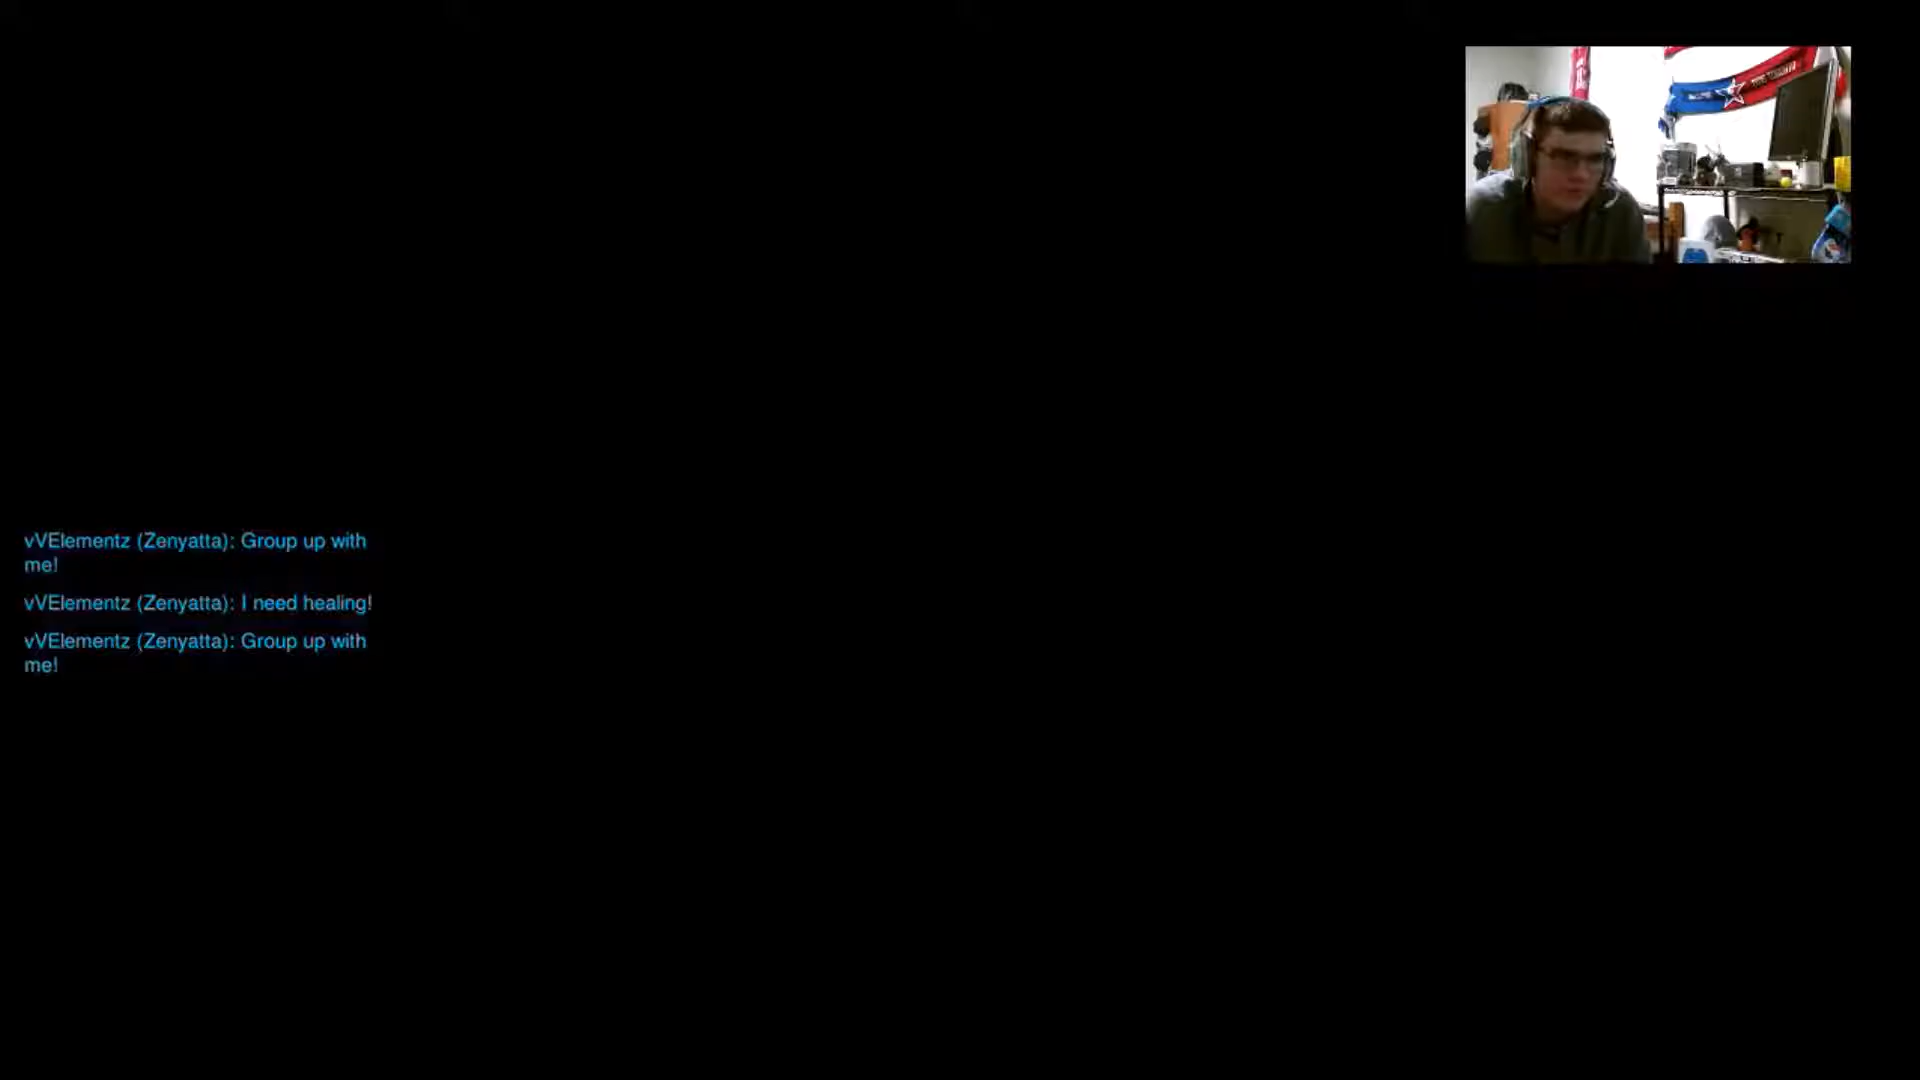 vVElementz (Zenyatta): Group up with
me!
vVElementz (Zenyatta): I need healing!
vVElementz (Zenyatta): Group up with
me!